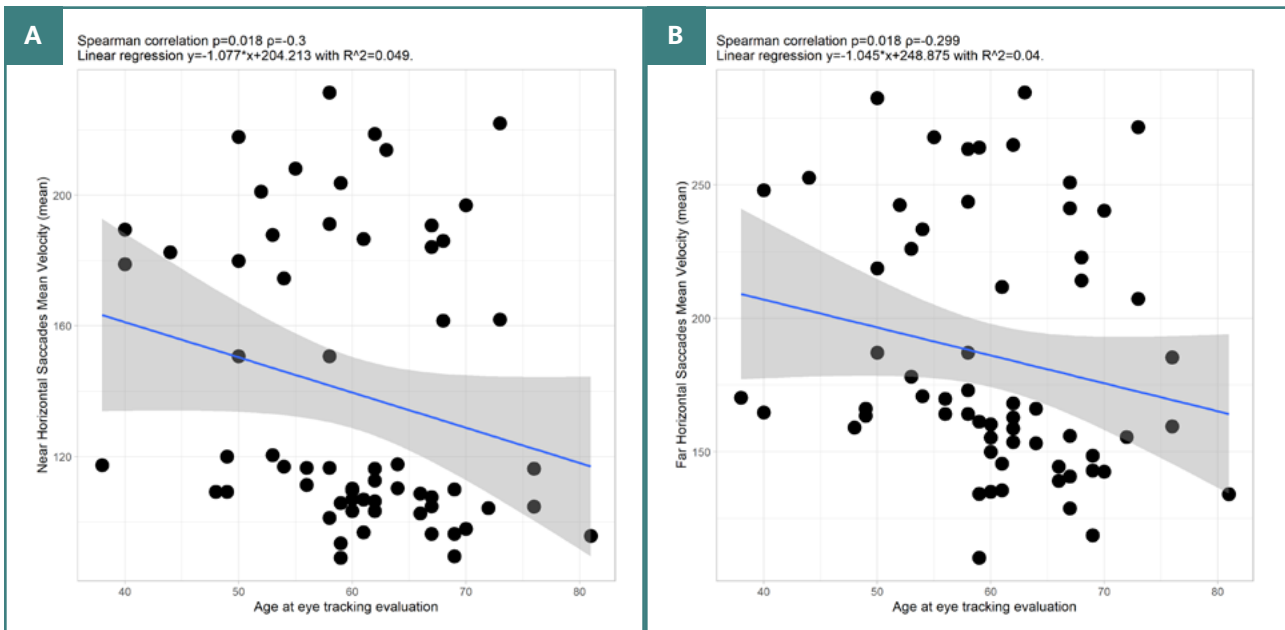 A
Spearman correlation p=0.018 ρ=-0.3
Linear regression y=-1.077*x+204.213 with R^2=0.049.
Near Horizontal Saccades Mean Velocity (mean)
200
160
120
40 50 60 70 80
Age at eye tracking evaluation
B
Spearman correlation p=0.018 ρ=-0.299
Linear regression y=-1.045*x+248.875 with R^2=0.04.
Far Horizontal Saccades Mean Velocity (mean)
250
200
150
40 50 60 70 80
Age at eye tracking evaluation